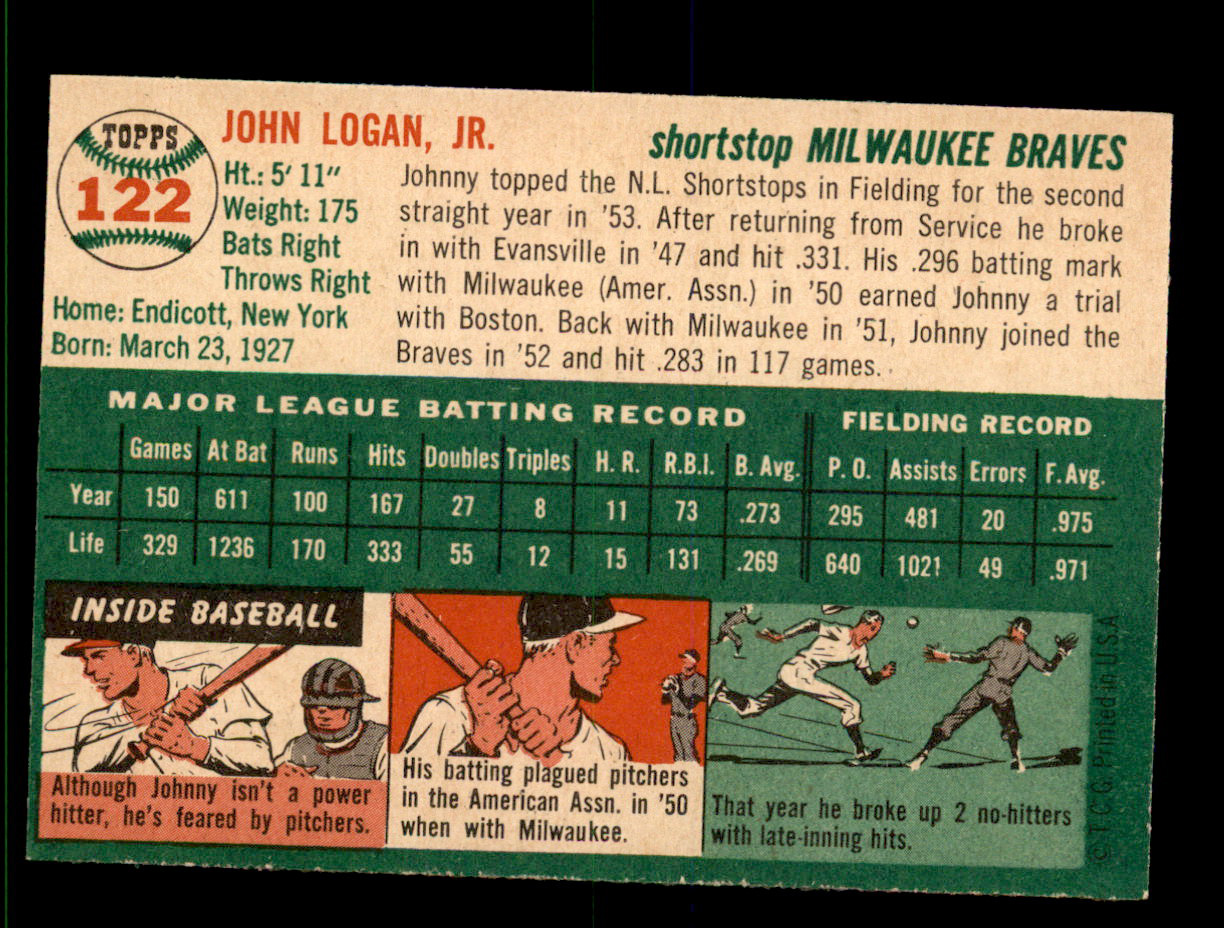 TOPPS
122
JOHN LOGAN, JR.
shortstop MILWAUKEE BRAVES
Ht.: 5' 11"
Weight: 175
Bats Right
Throws Right
Home: Endicott, New York
Born: March 23, 1927
Johnny topped the N.L. Shortstops in Fielding for the second
straight year in '53. After returning from Service he broke
in with Evansville in '47 and hit .331. His .296 batting mark
with Milwaukee (Amer. Assn.) in '50 earned Johnny a trial
with Boston. Back with Milwaukee in '51, Johnny joined the
Braves in '52 and hit .283 in 117 games.
MAJOR LEAGUE BATTING RECORD
FIELDING RECORD
Games At Bat Runs Hits Doubles Triples H. R. R.B.I. B. Avg. P. O. Assists Errors F. Avg.
Year 150 611 100 167 27 8 11 73 .273 295 481 20 .975
Life 329 1236 170 333 55 12 15 131 .269 640 1021 49 .971
INSIDE BASEBALL
Although Johnny isn't a power
hitter, he's feared by pitchers.
His batting plagued pitchers
in the American Assn. in '50
when with Milwaukee.
That year he broke up 2 no-hitters
with late-inning hits.
© T.C.G. Printed in U.S.A